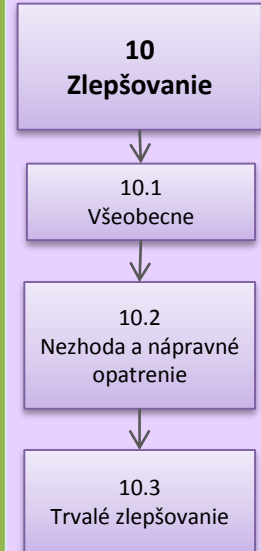 10
Zlepšovanie
10.1
Všeobecne
10.2
Nezhoda a nápravné
opatrenie
10.3
Trvalé zlepšovanie